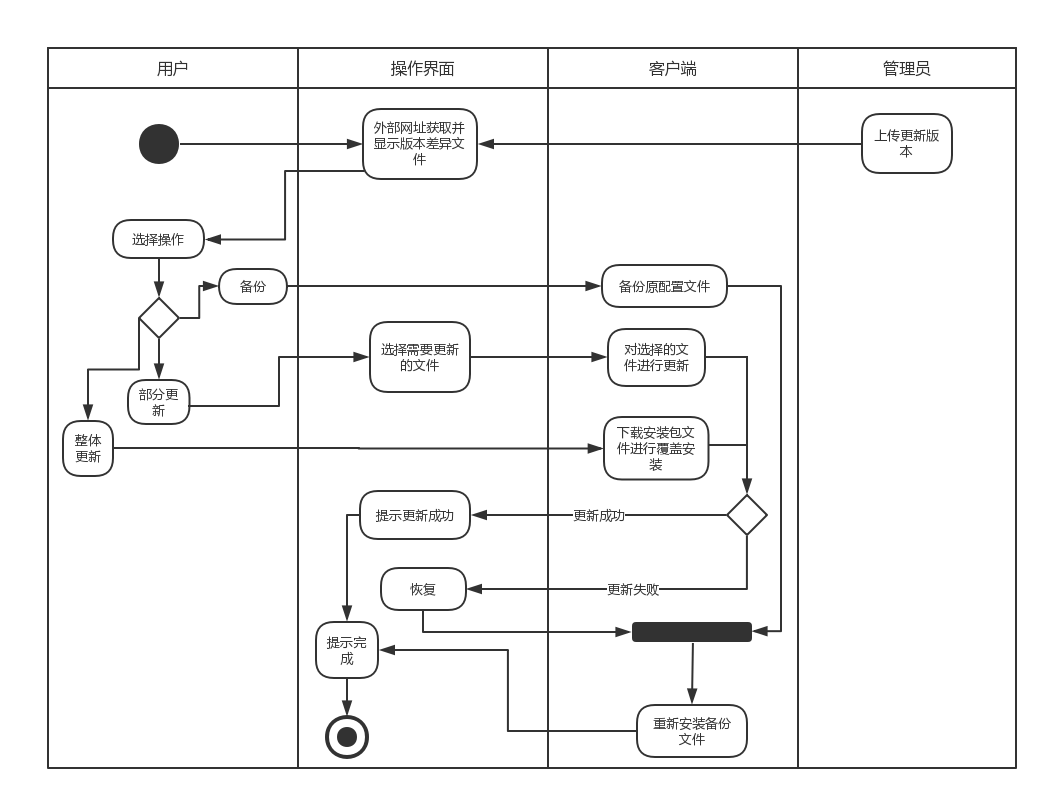 用户
操作界面
客户端
管理员
外部网址获取并
显示版本差异文
件
上传更新版
本
选择操作
备份
备份原配置文件
选择需要更新
的文件
对选择的文
件进行更新
部分更
新
整体
更新
下载安装包文
件进行覆盖安
装
提示更新成功
更新成功
恢复
更新失败
提示完
成
重新安装备份
文件